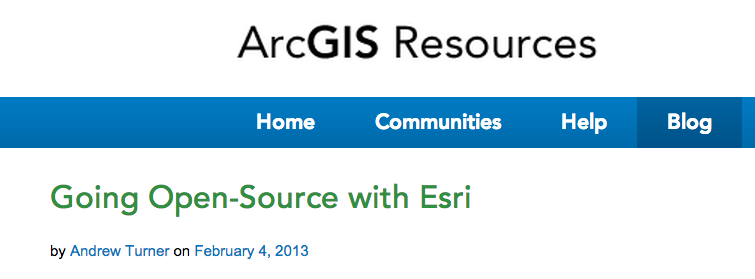 ArcGIS Resources
Home Communities Help Blog
Going Open-Source with Esri
by Andrew Turner on February 4, 2013